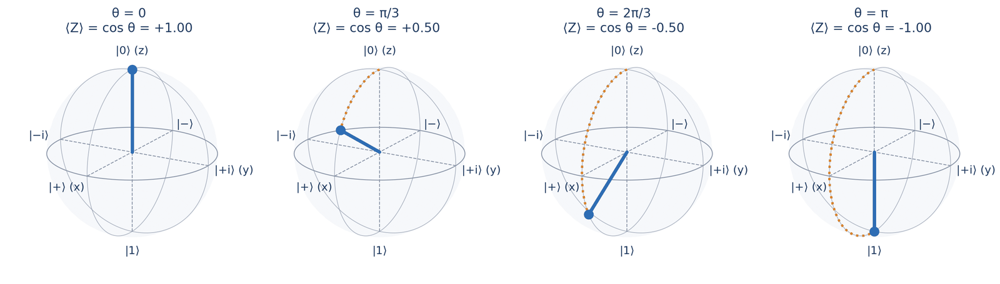 θ = 0
⟨Z⟩ = cos θ = +1.00
|0⟩ (z)
|−i⟩
|−⟩
|+i⟩ (y)
|+⟩ (x)
|1⟩
θ = π/3
⟨Z⟩ = cos θ = +0.50
|0⟩ (z)
|−i⟩
|−⟩
|+i⟩ (y)
|+⟩ (x)
|1⟩
θ = 2π/3
⟨Z⟩ = cos θ = -0.50
|0⟩ (z)
|−i⟩
|−⟩
|+i⟩ (y)
|+⟩ (x)
|1⟩
θ = π
⟨Z⟩ = cos θ = -1.00
|0⟩ (z)
|−i⟩
|−⟩
|+i⟩ (y)
|+⟩ (x)
|1⟩